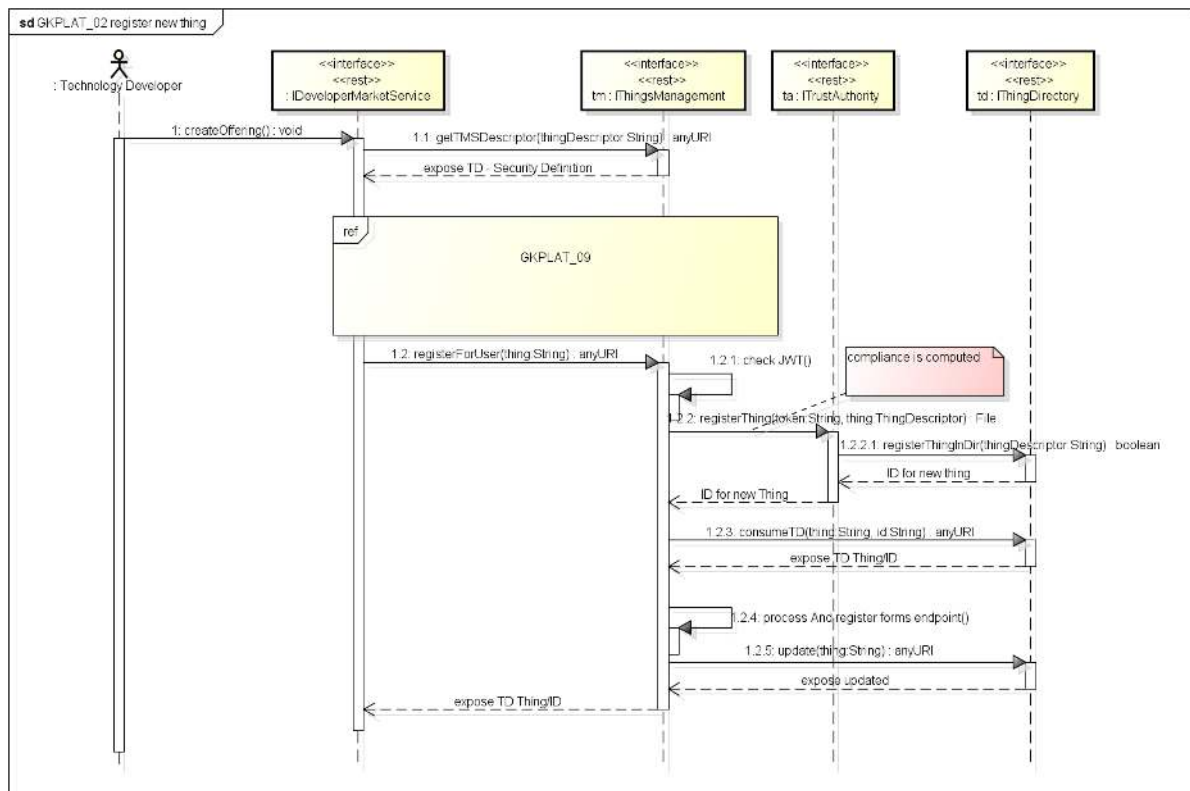 sd GKPLAT_02 register new thing
: Technology Developer
<<interface>>
<<rest>>
: IDeveloperMarketService
<<interface>>
<<rest>>
tm : IThingsManagement
<<interface>>
<<rest>>
ta : ITrustAuthority
<<interface>>
<<rest>>
td : IThingDirectory
1: createOffering() : void
1.1: getTMSDescriptor(thingDescriptor:String) : anyURI
expose TD - Security Definition
ref
GKPLAT_09
1.2: registerForUser(thing:String) : anyURI
1.2.1: check JWT()
compliance is computed
1.2.2: registerThing(token:String, thing:ThingDescriptor) : File
1.2.2.1: registerThingInDir(thingDescriptor:String) : boolean
ID for new thing
ID for new Thing
1.2.3: consumeTD(thing:String, id:String) : anyURI
expose TD Thing/ID
1.2.4: process And register forms endpoint()
1.2.5: update(thing:String) : anyURI
expose updated
expose TD Thing/ID